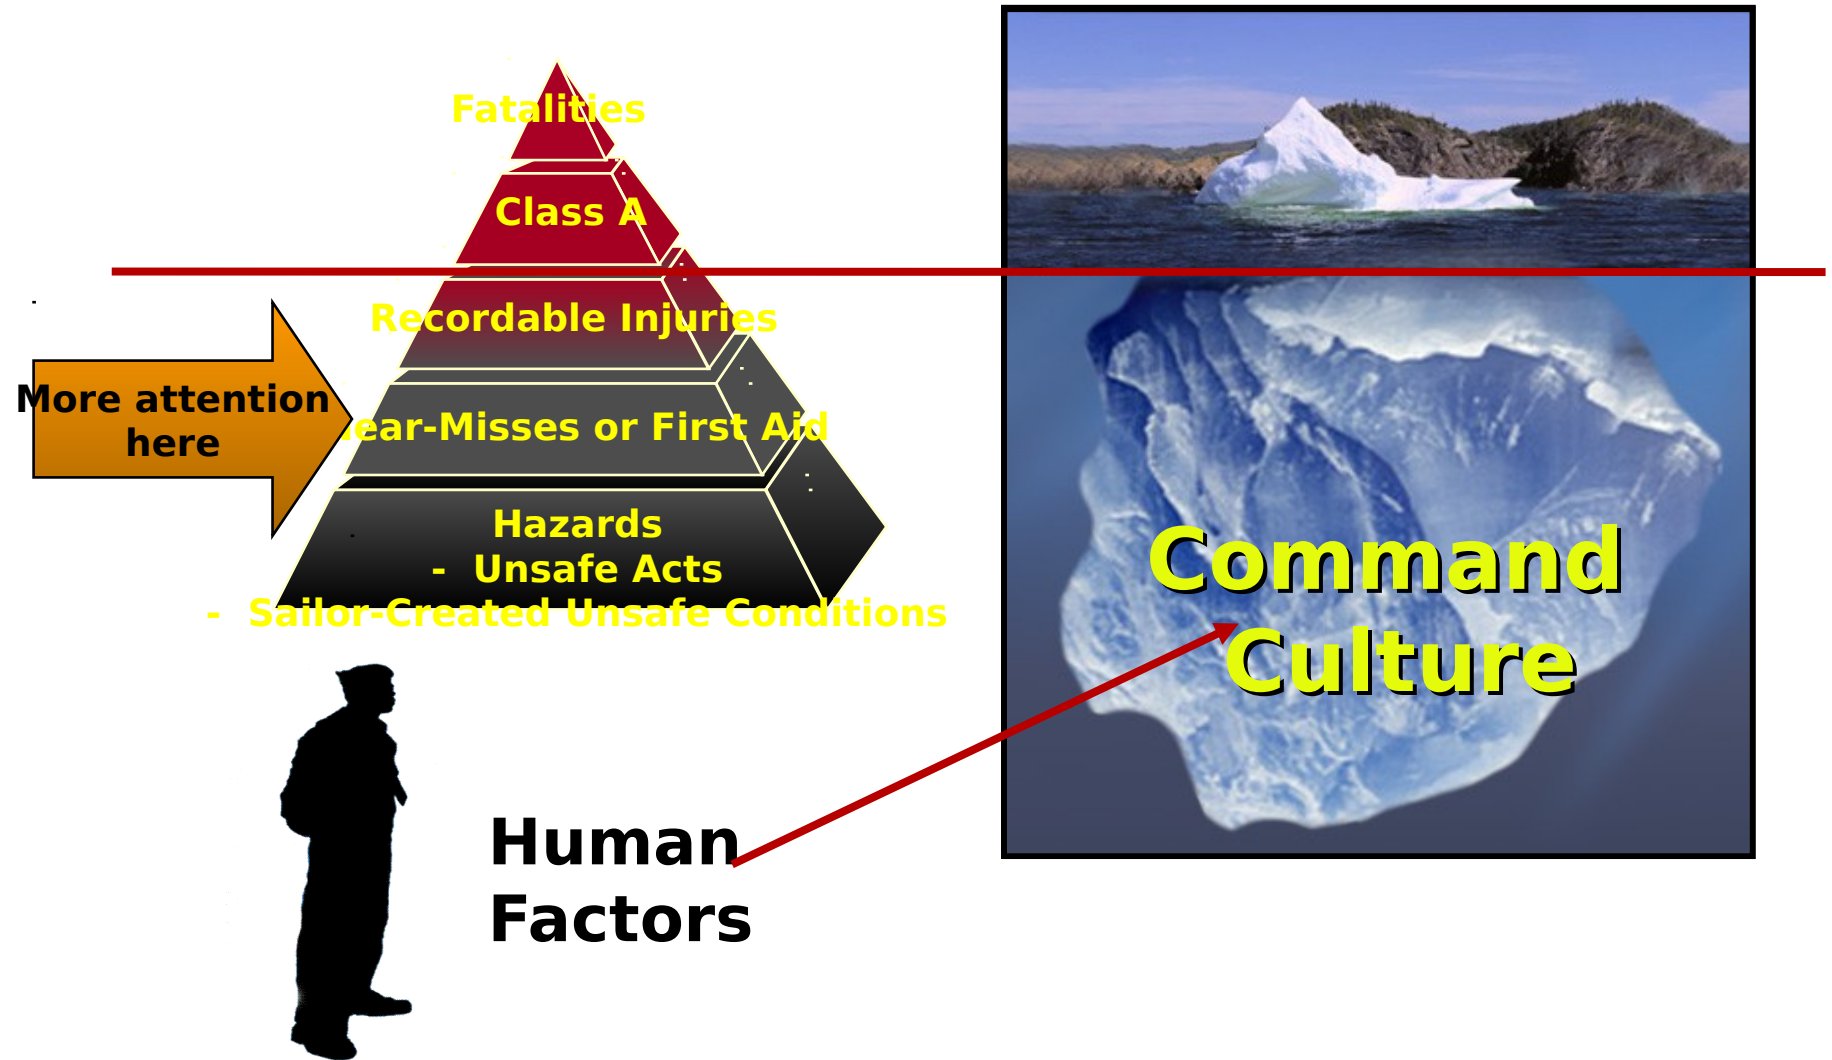 Fatalities
Class A
Recordable Injuries
More attention
here
ear-Misses or First Aid
Hazards
- Unsafe Acts
- Sailor-Created Unsafe Conditions
Command
Culture
Human
Factors